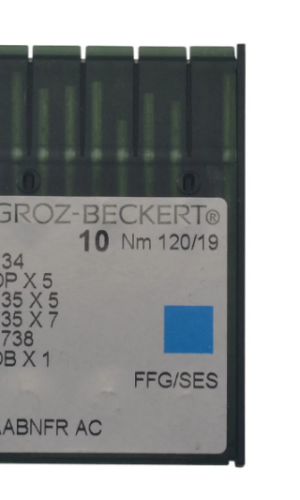 GROZ-BECKERT®
10 Nm 120/19
34
DP X 5
35 X 5
35 X 7
738
DB X 1
FFG/SES
ABNFR AC